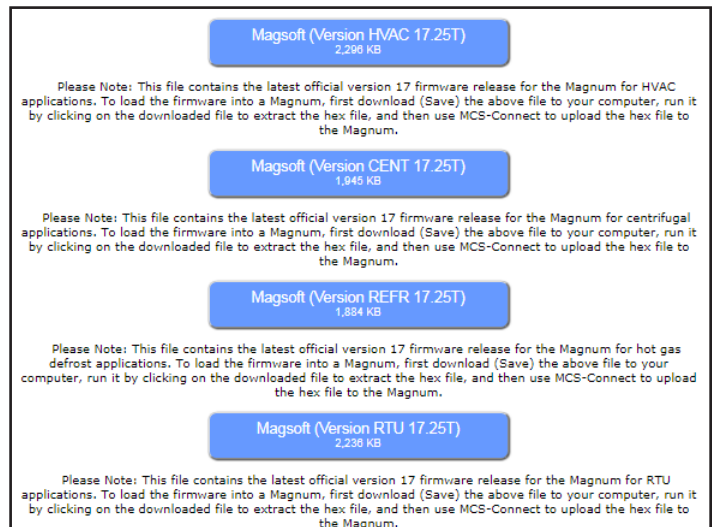 Magsoft (Version HVAC 17.25T)
2,296 KB
Please Note: This file contains the latest official version 17 firmware release for the Magnum for HVAC
applications. To load the firmware into a Magnum, first download (Save) the above file to your computer, run it
by clicking on the downloaded file to extract the hex file, and then use MCS-Connect to upload the hex file to
the Magnum.
Magsoft (Version CENT 17.25T)
1,945 KB
Please Note: This file contains the latest official version 17 firmware release for the Magnum for centrifugal
applications. To load the firmware into a Magnum, first download (Save) the above file to your computer, run it
by clicking on the downloaded file to extract the hex file, and then use MCS-Connect to upload the hex file to
the Magnum.
Magsoft (Version REFR 17.25T)
1,884 KB
Please Note: This file contains the latest official version 17 firmware release for the Magnum for hot gas
defrost applications. To load the firmware into a Magnum, first download (Save) the above file to your
computer, run it by clicking on the downloaded file to extract the hex file, and then use MCS-Connect to upload
the hex file to the Magnum.
Magsoft (Version RTU 17.25T)
2,236 KB
Please Note: This file contains the latest official version 17 firmware release for the Magnum for RTU
applications. To load the firmware into a Magnum, first download (Save) the above file to your computer, run it
by clicking on the downloaded file to extract the hex file, and then use MCS-Connect to upload the hex file to
the Magnum.